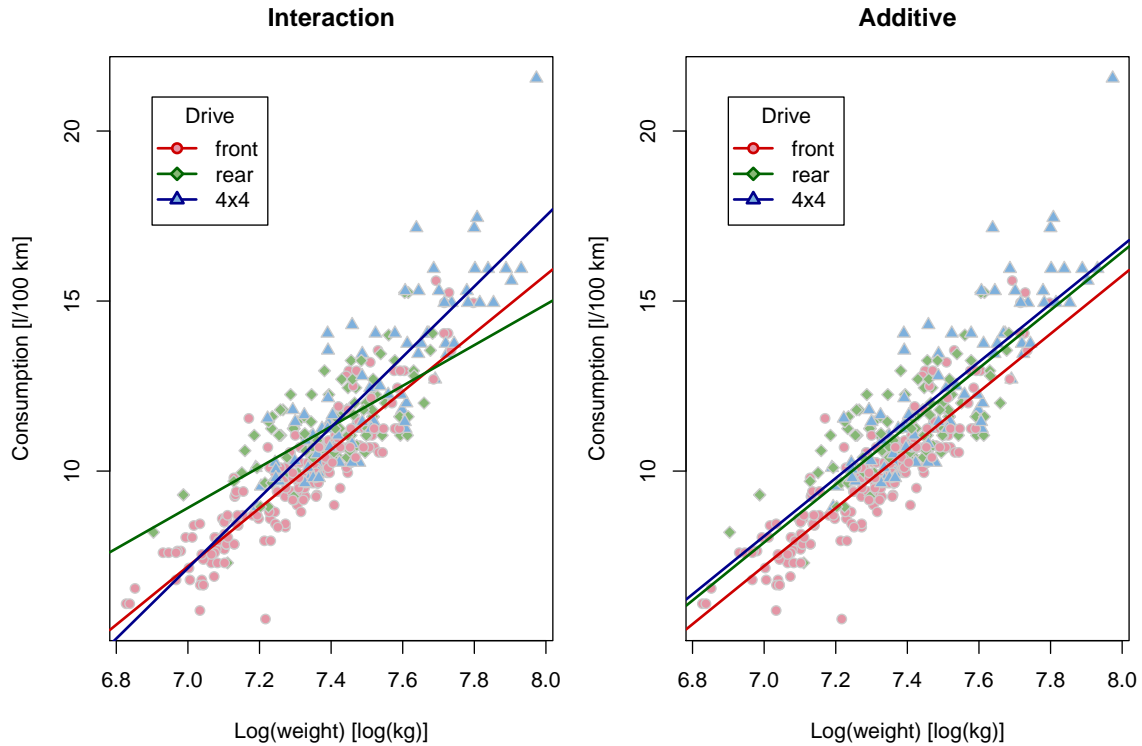 Interaction
Consumption [l/100 km]
20
15
10
Drive
front
rear
4x4
6.8 7.0 7.2 7.4 7.6 7.8 8.0
Log(weight) [log(kg)]
Additive
Consumption [l/100 km]
20
15
10
Drive
front
rear
4x4
6.8 7.0 7.2 7.4 7.6 7.8 8.0
Log(weight) [log(kg)]